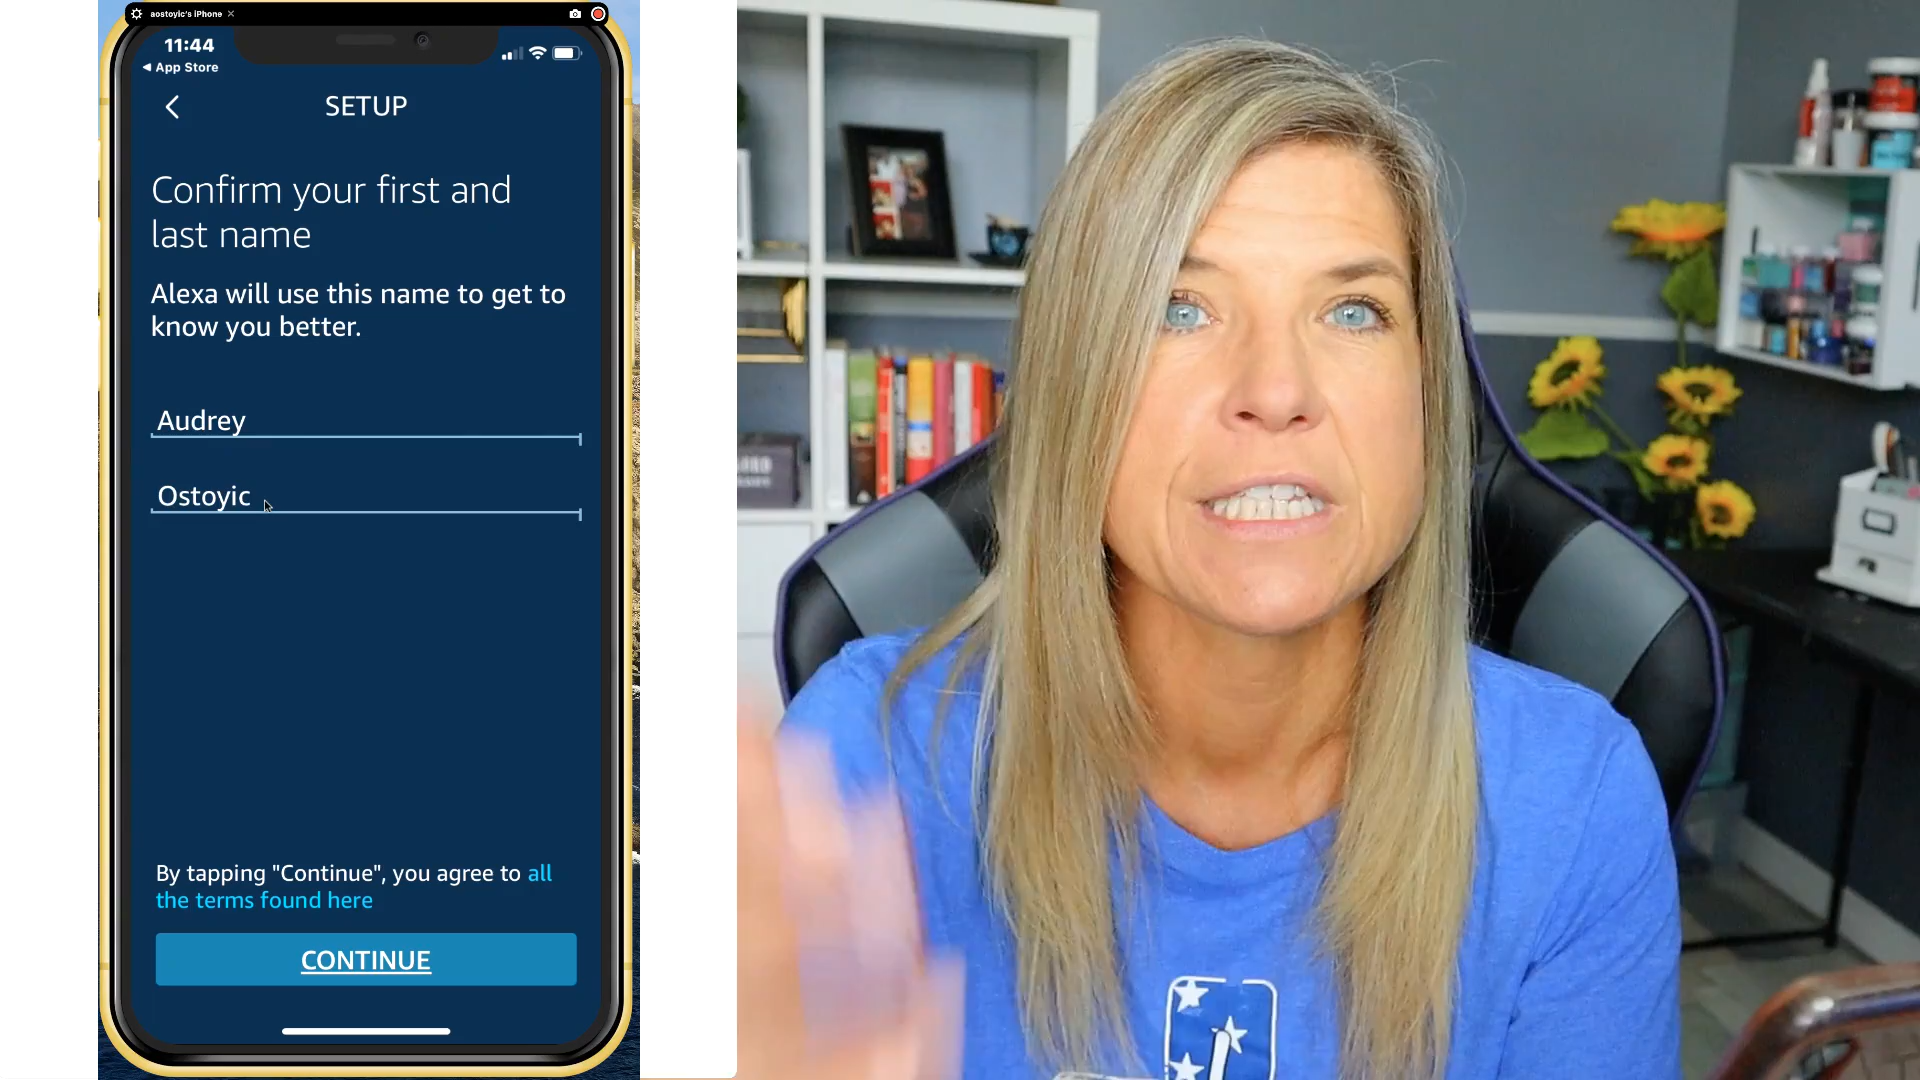 aostoyic's iPhone
11:44
App Store
SETUP
Confirm your first and
last name
Alexa will use this name to get to
know you better.
Audrey
Ostoyic
By tapping "Continue", you agree to all
the terms found here
CONTINUE